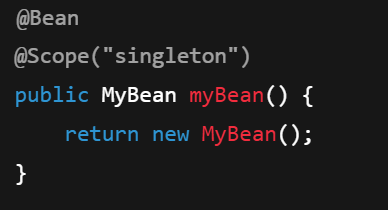 @Bean
@Scope("singleton")
public MyBean myBean() {
    return new MyBean();
}